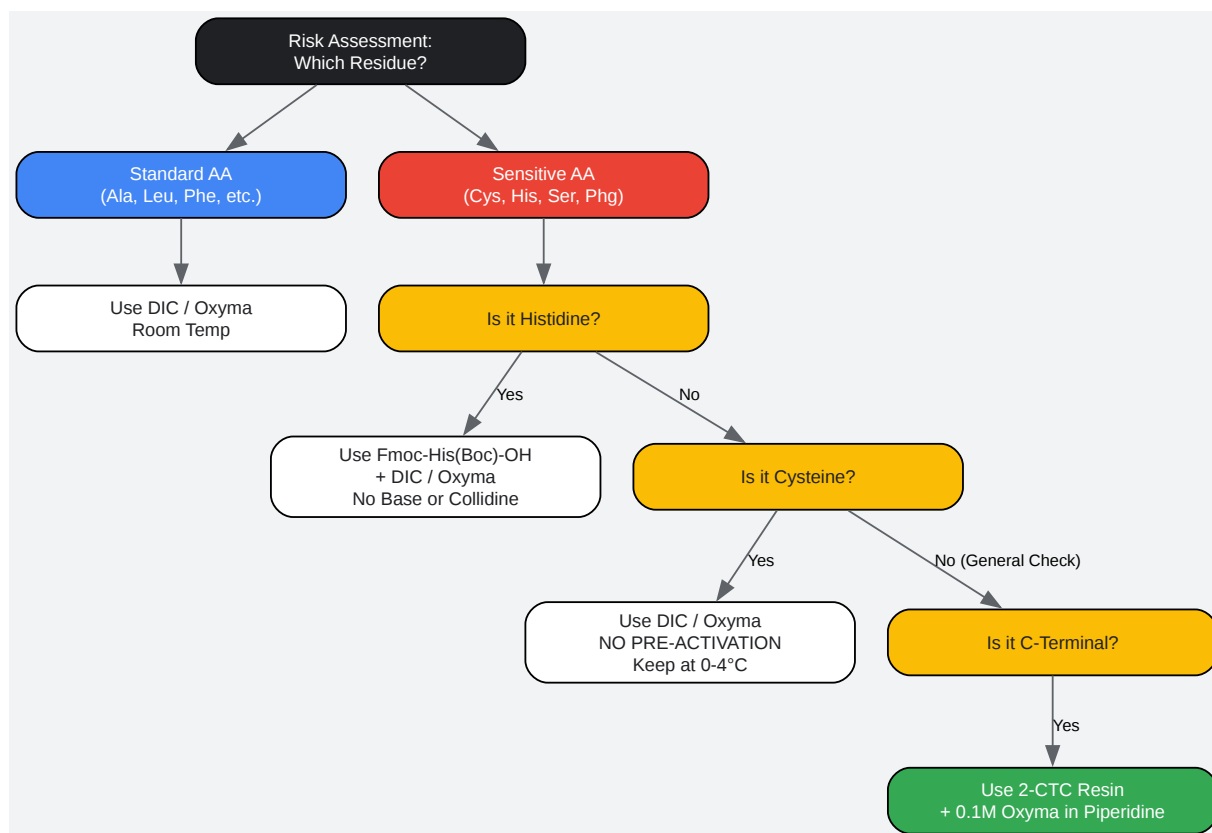 Risk Assessment:
Which Residue?
Standard AA
(Ala, Leu, Phe, etc.)
Sensitive AA
(Cys, His, Ser, Phg)
Use DIC / Oxyma
Room Temp
Is it Histidine?
Yes
No
Use Fmoc-His(Boc)-OH
+ DIC / Oxyma
No Base or Collidine
Is it Cysteine?
Yes
No (General Check)
Use DIC / Oxyma
NO PRE-ACTIVATION
Keep at 0-4°C
Is it C-Terminal?
Yes
Use 2-CTC Resin
+ 0.1M Oxyma in Piperidine